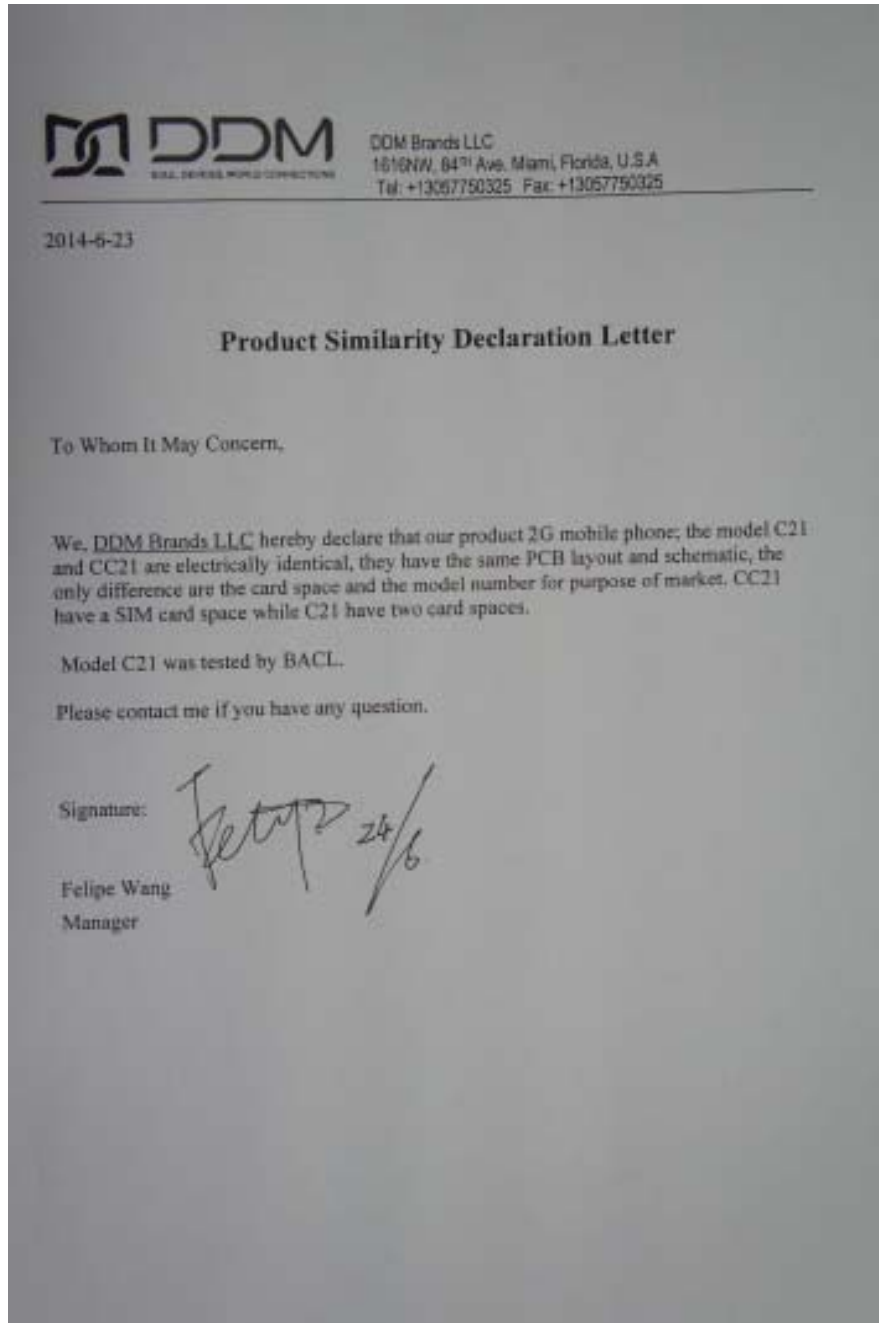 DDM
DDM Brands LLC
1616NW, 84TH Ave. Miami, Florida, U.S.A
Tel: +13057750325 Fax: +13057750325
2014-6-23
Product Similarity Declaration Letter
To Whom It May Concern,
We, DDM Brands LLC hereby declare that our product 2G mobile phone; the model C21
and CC21 are electrically identical, they have the same PCB layout and schematic, the
only difference are the card space and the model number for purpose of market. CC21
have a SIM card space while C21 have two card spaces.
Model C21 was tested by BACL.
Please contact me if you have any question.
Signature:
24/6
Felipe Wang
Manager